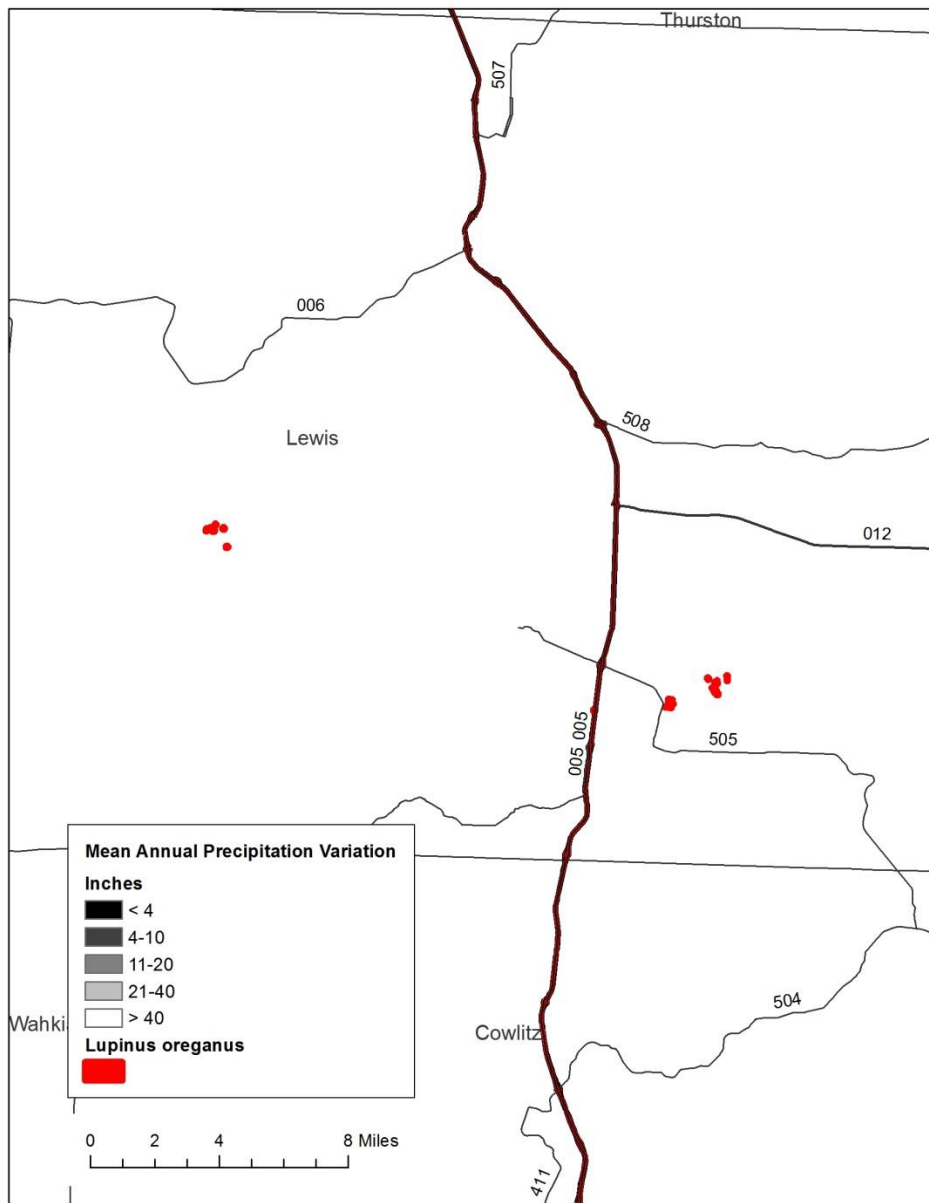 Thurston
507
006
Lewis
508
012
005 005
505
Mean Annual Precipitation Variation
Inches
< 4
4-10
11-20
21-40
> 40
Lupinus oreganus
Wahki
Cowlitz
504
411
0 2 4 8 Miles